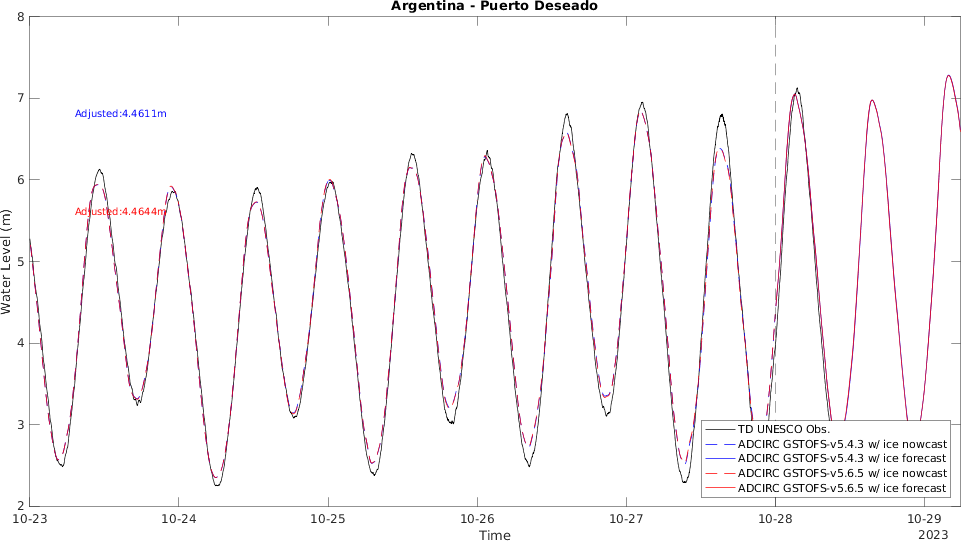 Argentina - Puerto Deseado
8
7
6
5
4
3
2
Water Level (m)
Adjusted:4.4611m
Adjusted:4.4644m
TD UNESCO Obs.
ADCIRC GSTOFS-v5.4.3 w/ ice nowcast
ADCIRC GSTOFS-v5.4.3 w/ ice forecast
ADCIRC GSTOFS-v5.6.5 w/ ice nowcast
ADCIRC GSTOFS-v5.6.5 w/ ice forecast
10-23 10-24 10-25 10-26 10-27 10-28 10-29
Time
2023